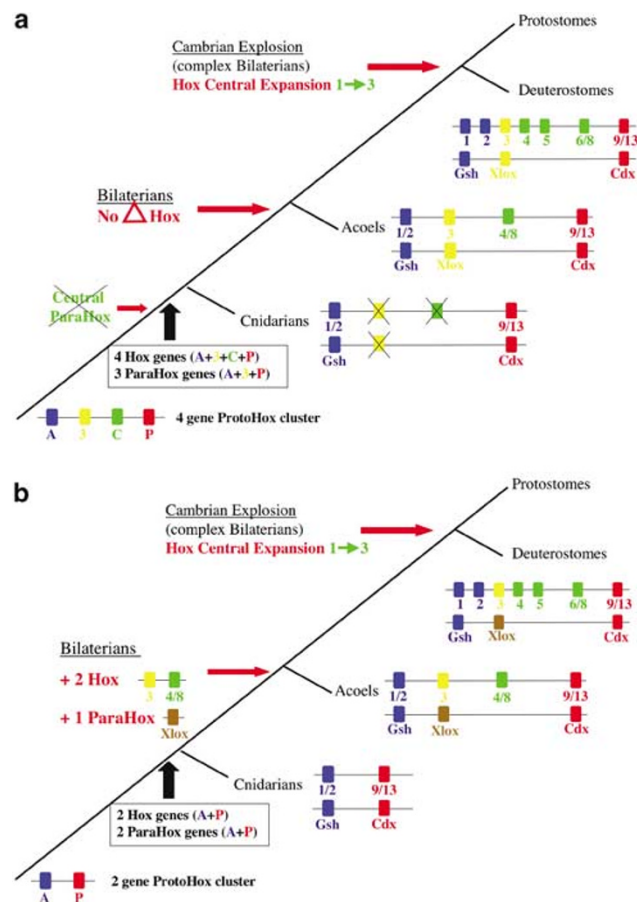 a
Protostomes
Cambrian Explosion
(complex Bilaterians)
Hox Central Expansion 1→3
Deuterostomes
1 2 3 4 5 6/8 9/13
Gsh Xlox Cdx
Bilaterians
No △ Hox
Acoels
1/2 3 4/8 9/13
Gsh Xlox Cdx
Central
ParaHox
Cnidarians
1/2 9/13
Gsh Cdx
4 Hox genes (A+3+C+P)
3 ParaHox genes (A+3+P)
4 gene ProtoHox cluster
A 3 C P
b
Protostomes
Cambrian Explosion
(complex Bilaterians)
Hox Central Expansion 1→3
Deuterostomes
1 2 3 4 5 6/8 9/13
Gsh Xlox Cdx
Bilaterians
+ 2 Hox
3 4/8
+ 1 ParaHox
Xlox
Acoels
1/2 3 4/8 9/13
Gsh Xlox Cdx
Cnidarians
1/2 9/13
Gsh Cdx
2 Hox genes (A+P)
2 ParaHox genes (A+P)
2 gene ProtoHox cluster
A P